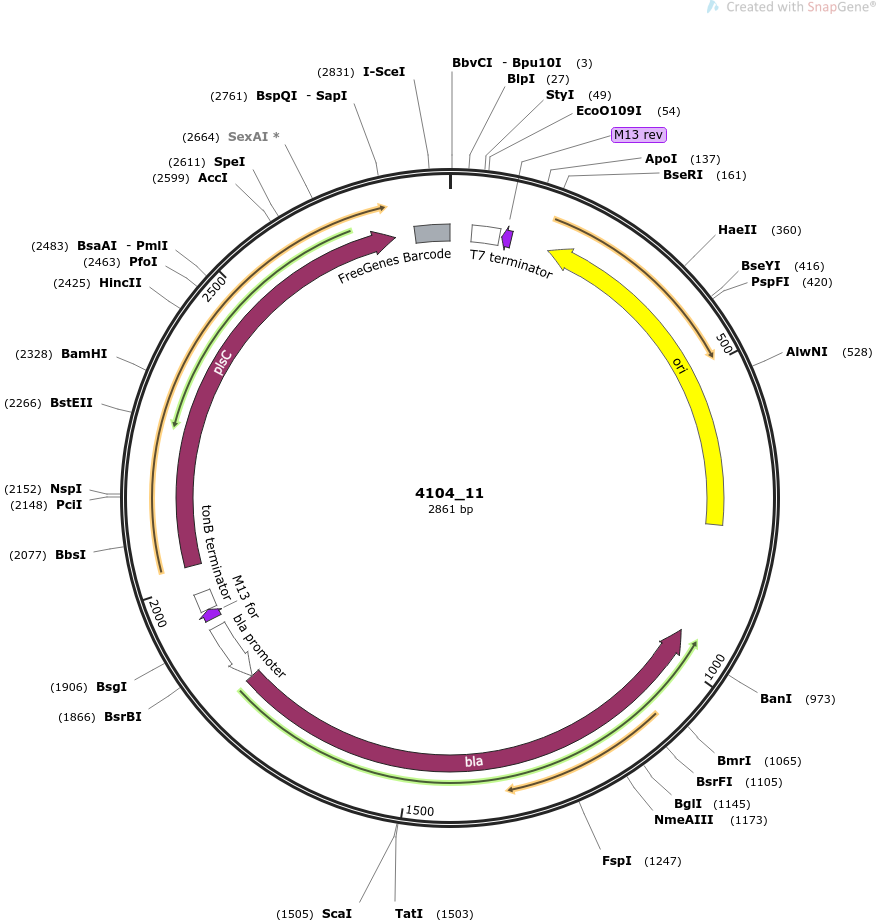 Created with SnapGene®
(2831) I-SceI
BbvCI - Bpu10I (3)
BlpI (27)
(2761) BspQI - SapI
StyI (49)
EcoO109I (54)
(2664) SexAI *
M13 rev
(2611) SpeI
ApoI (137)
(2599) AccI
BseRI (161)
HaeII (360)
(2483) BsaAI - PmlI
(2463) PfoI
BseYI (416)
(2425) HincII
PspFI (420)
FreeGenes Barcode
T7 terminator
2500
500
(2328) BamHI
AlwNI (528)
plsC
ori
(2266) BstEII
(2152) NspI
(2148) PciI
4104_11
2861 bp
(2077) BbsI
tonB terminator
M13 for
bla promoter
2000
1000
(1906) BsgI
BanI (973)
(1866) BsrBI
bla
BmrI (1065)
BsrFI (1105)
BglI (1145)
NmeAIII (1173)
1500
FspI (1247)
(1505) ScaI
TatI (1503)